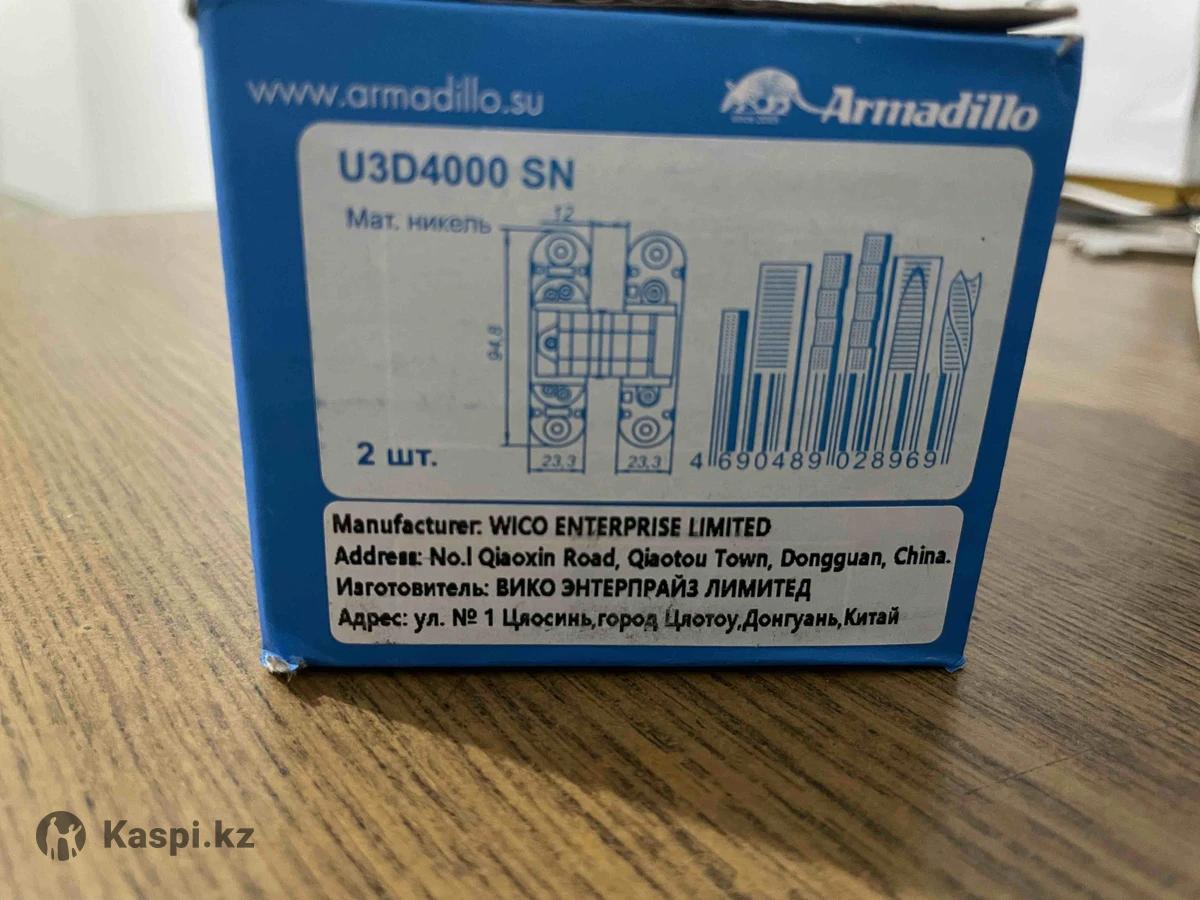 www.armadillo.su
Armadillo
U3D4000 SN
Мат. никель
12
94,8
23,3
23,3
2 шт.
4 690489 028969
Manufacturer: WICO ENTERPRISE LIMITED
Address: No.l Qiaoxin Road, Qiaotou Town, Dongguan, China.
Изготовитель: ВИКО ЭНТЕРПРАЙЗ ЛИМИТЕД
Адрес: ул. № 1 Цяосинь,город Цяотоу,Донгуань,Китай
Kaspi.kz